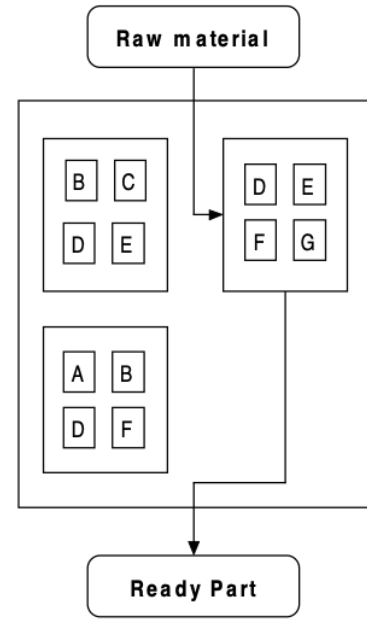 Raw material
B C
D E
D E
F G
A B
D F
Ready Part